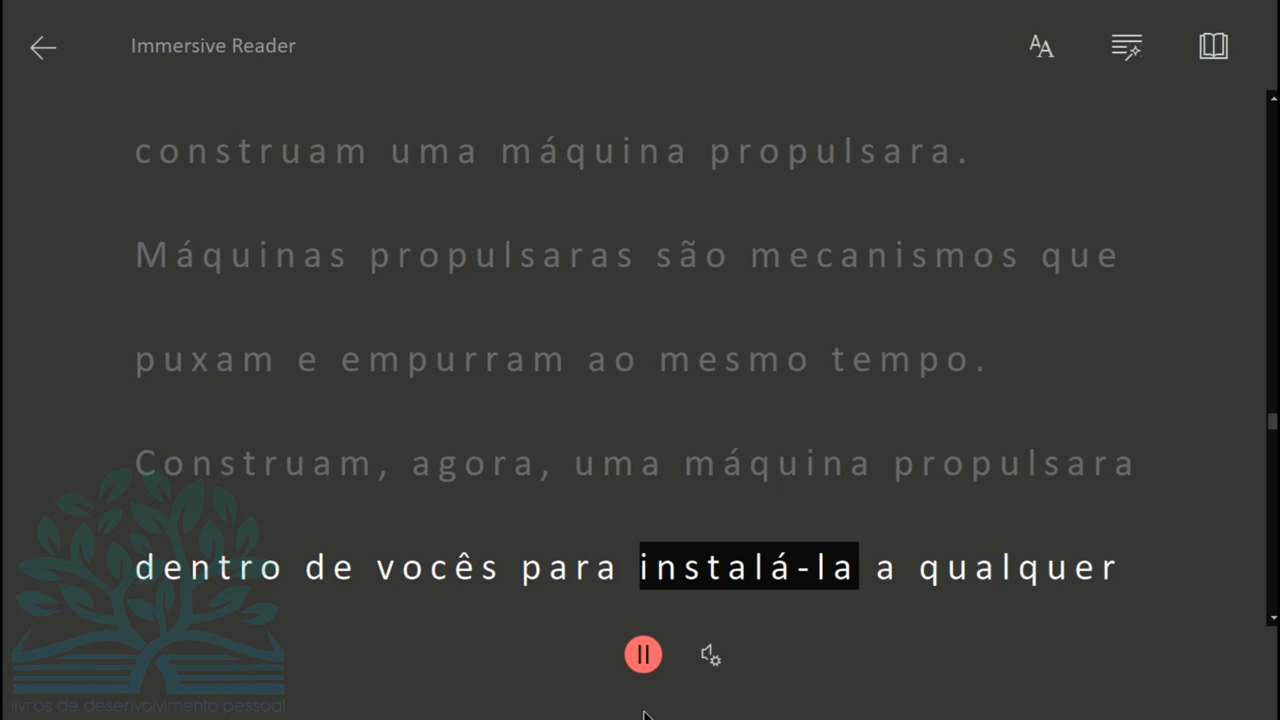 Immersive Reader
construam uma máquina propulsara.
Máquinas propulsaras são mecanismos que
puxam e empurram ao mesmo tempo.
Construam, agora, uma máquina propulsara
dentro de vocês para instalá-la a qualquer
livros de desenvolvimento pessoal